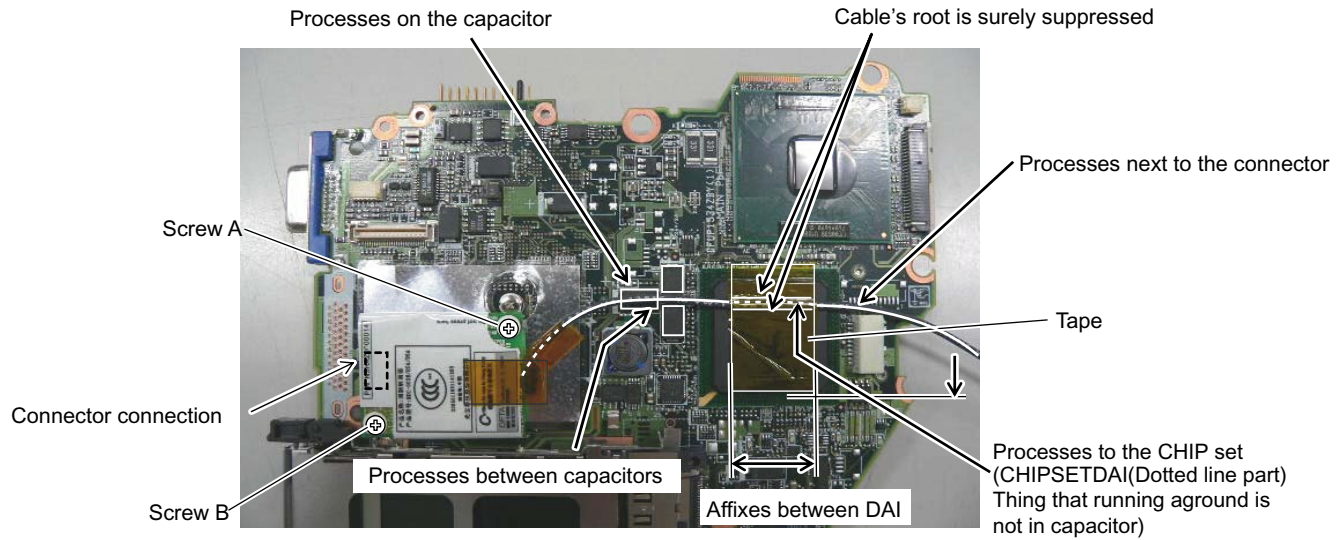 Processes on the capacitor
Cable's root is surely suppressed
Processes next to the connector
Screw A
Tape
Connector connection
Processes between capacitors
Processes to the CHIP set
(CHIPSETDAI(Dotted line part)
Thing that running aground is
not in capacitor)
Affixes between DAI
Screw B